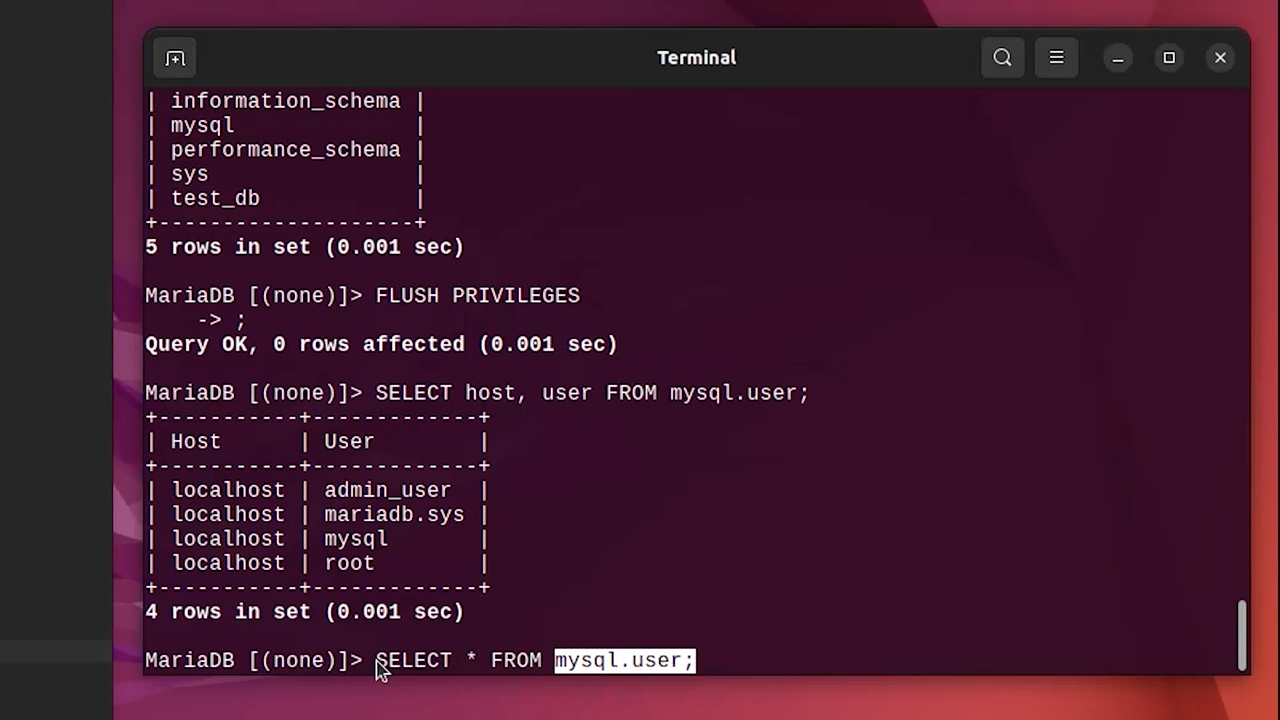 Terminal
| information_schema |
| mysql              |
| performance_schema |
| sys                |
| test_db            |
+--------------------+
5 rows in set (0.001 sec)
MariaDB [(none)]> FLUSH PRIVILEGES
    -> ;
Query OK, 0 rows affected (0.001 sec)
MariaDB [(none)]> SELECT host, user FROM mysql.user;
+-----------+-------------+
| Host      | User        |
+-----------+-------------+
| localhost | admin_user  |
| localhost | mariadb.sys |
| localhost | mysql       |
| localhost | root        |
+-----------+-------------+
4 rows in set (0.001 sec)
MariaDB [(none)]> SELECT * FROM mysql.user;